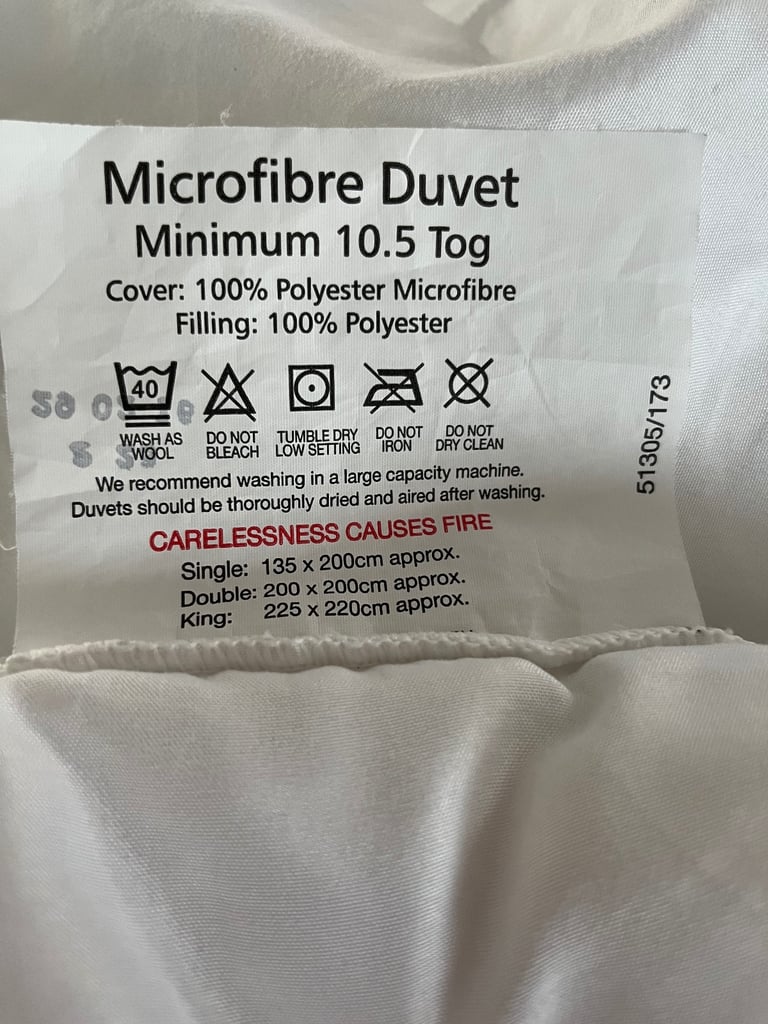 Microfibre Duvet
Minimum 10.5 Tog
Cover: 100% Polyester Microfibre
Filling: 100% Polyester
40
WASH AS WOOL
DO NOT BLEACH
TUMBLE DRY LOW SETTING
DO NOT IRON
DO NOT DRY CLEAN
We recommend washing in a large capacity machine.
Duvets should be thoroughly dried and aired after washing.
CARELESSNESS CAUSES FIRE
Single: 135 x 200cm approx.
Double: 200 x 200cm approx.
King: 225 x 220cm approx.
51305/173